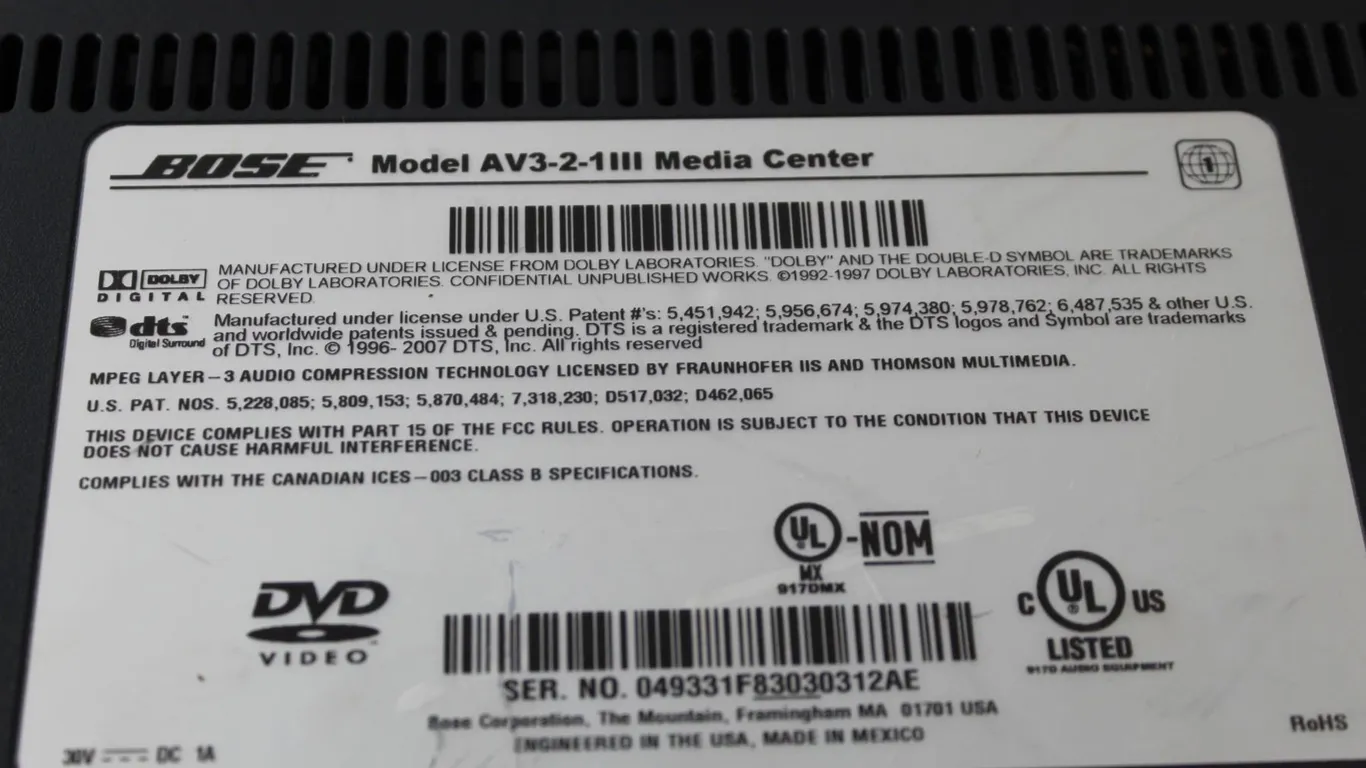 BOSE Model AV3-2-1III Media Center
1
DOLBY
DIGITAL
MANUFACTURED UNDER LICENSE FROM DOLBY LABORATORIES. "DOLBY" AND THE DOUBLE-D SYMBOL ARE TRADEMARKS
OF DOLBY LABORATORIES. CONFIDENTIAL UNPUBLISHED WORKS. ©1992-1997 DOLBY LABORATORIES, INC. ALL RIGHTS
RESERVED.
dts
Digital Surround
Manufactured under license under U.S. Patent #'s: 5,451,942; 5,956,674; 5,974,380; 5,978,762; 6,487,535 & other U.S.
and worldwide patents issued & pending. DTS is a registered trademark & the DTS logos and Symbol are trademarks
of DTS, Inc. © 1996- 2007 DTS, Inc. All rights reserved
MPEG LAYER-3 AUDIO COMPRESSION TECHNOLOGY LICENSED BY FRAUNHOFER IIS AND THOMSON MULTIMEDIA.
U.S. PAT. NOS. 5,228,085; 5,809,153; 5,870,484; 7,318,230; D517,032; D462,065
THIS DEVICE COMPLIES WITH PART 15 OF THE FCC RULES. OPERATION IS SUBJECT TO THE CONDITION THAT THIS DEVICE
DOES NOT CAUSE HARMFUL INTERFERENCE.
COMPLIES WITH THE CANADIAN ICES-003 CLASS B SPECIFICATIONS.
UL®-NOM
MX
917DMX
DVD
VIDEO
C UL® US
LISTED
917D AUDIO EQUIPMENT
SER. NO. 049331F83030312AE
Bose Corporation, The Mountain, Framingham MA 01701 USA
ENGINEERED IN THE USA, MADE IN MEXICO
RoHS
30V DC 1A